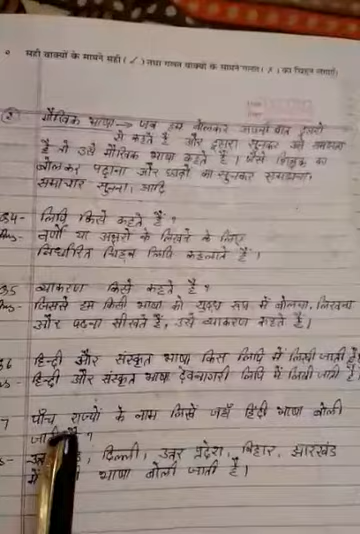 सही वाक्यों के सामने सही (✓) तथा गलत वाक्यों के सामने गलत (✗) का चिह्न लगाएँ।
2 मौखिक भाषा → जब हम बोलकर अपनी बात दूसरो
से कहते हैं और दूसरा सुनकर उसे समझता
है तो उसे मौखिक भाषा कहते हैं। जैसे शिक्षक का
बोलकर पढ़ाना और छात्रों का सुनकर समझना,
समाचार सुनना, आदि
Q4- लिपि किसे कहते हैं?
Ans- वर्णों या अक्षरों के लिखने के लिए
निर्धारित चिह्न लिपि कहलाते हैं।
Q5 व्याकरण किसे कहते हैं?
Ans- जिससे हम किसी भाषा को शुद्ध रूप में बोलना, लिखना
और पढ़ना सीखते हैं, उसे व्याकरण कहते हैं।
6 हिन्दी और संस्कृत भाषा किस लिपि में लिखी जाती है
हिन्दी और संस्कृत भाषा देवनागरी लिपि में लिखी जाती है
7 पाँच राज्यों के नाम लिखें जहाँ हिंदी भाषा बोली
जाती है?
दिल्ली, उत्तर प्रदेश, बिहार, झारखंड
में भाषा बोली जाती है।